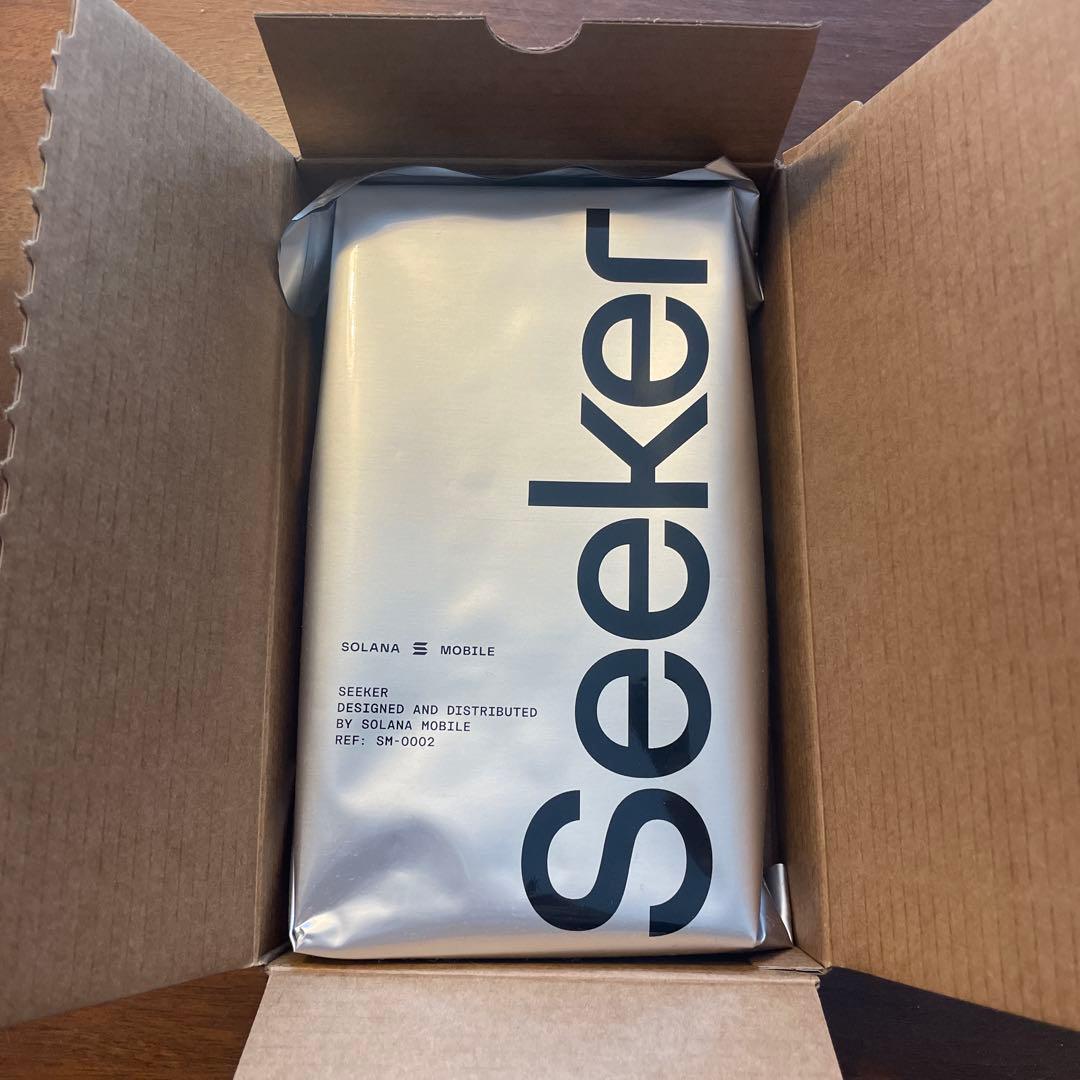 Seeker
SOLANA MOBILE
SEEKER
DESIGNED AND DISTRIBUTED
BY SOLANA MOBILE
REF: SM-0002